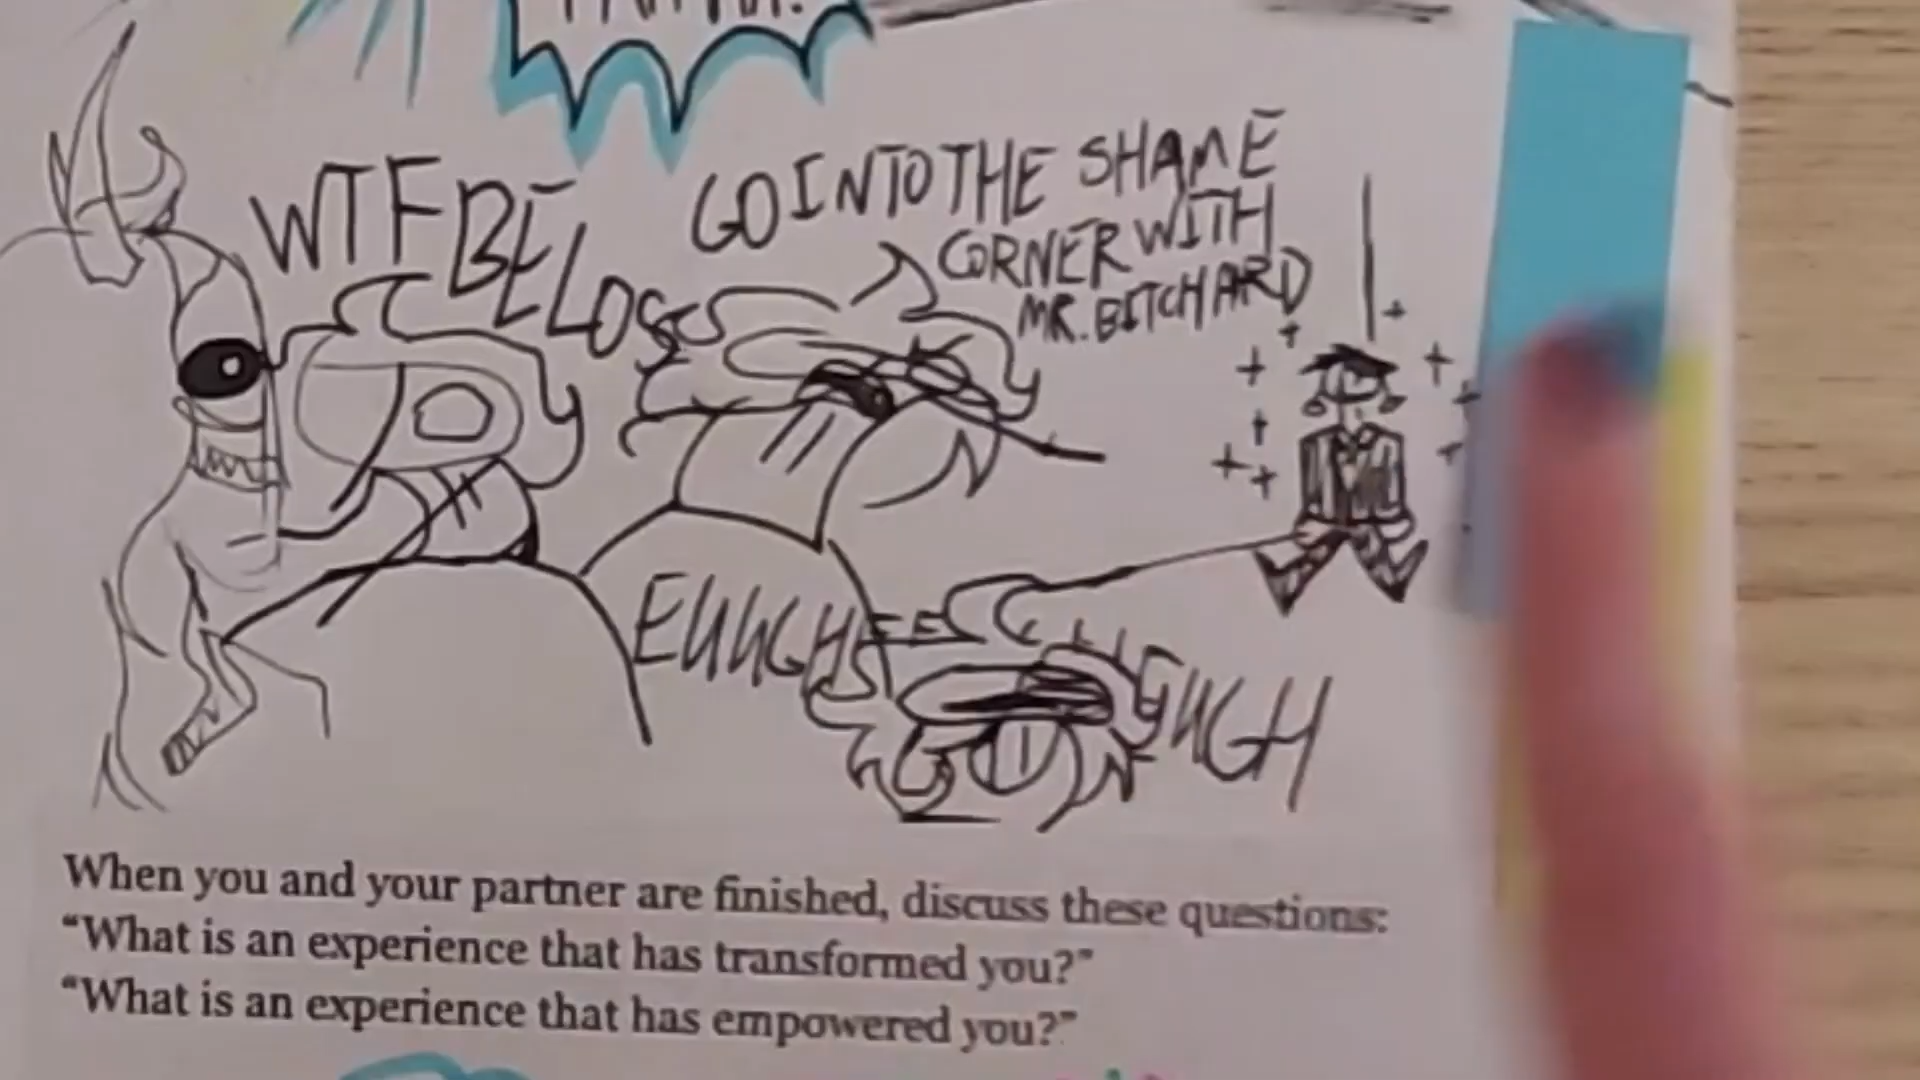 WTF BELOS
GO INTO THE SHAME
CORNER WITH
MR. BITCHARD
EUUGH
EUGH
When you and your partner are finished, discuss these questions:
“What is an experience that has transformed you?”
“What is an experience that has empowered you?”